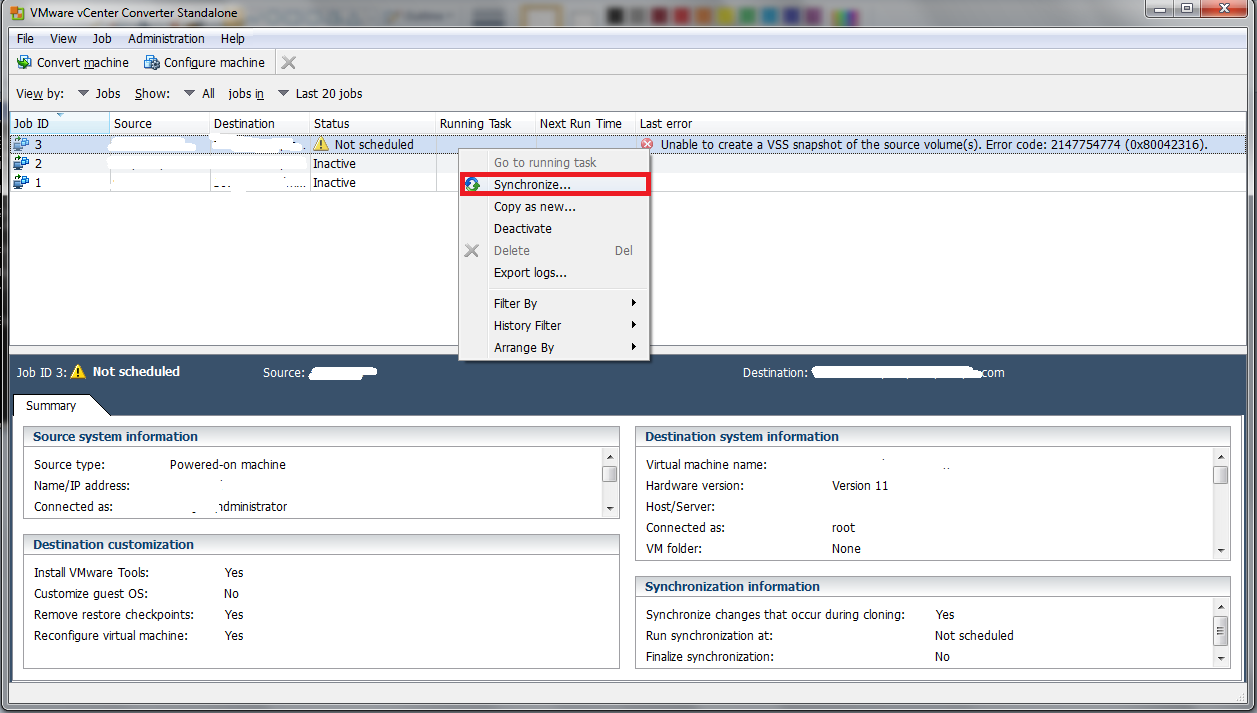 VMware vCenter Converter Standalone
File View Job Administration Help
Convert machine Configure machine
View by: Jobs Show: All jobs in Last 20 jobs
Job ID Source Destination Status Running Task Next Run Time Last error
3 Not scheduled Unable to create a VSS snapshot of the source volume(s). Error code: 2147754774 (0x80042316).
2 Inactive
1 Inactive
Go to running task
Synchronize...
Copy as new...
Deactivate
Delete Del
Export logs...
Filter By
History Filter
Arrange By
Job ID 3: Not scheduled Source: Destination: .com
Summary
Source system information
Source type: Powered-on machine
Name/IP address:
Connected as: administrator
Destination customization
Install VMware Tools: Yes
Customize guest OS: No
Remove restore checkpoints: Yes
Reconfigure virtual machine: Yes
Destination system information
Virtual machine name:
Hardware version: Version 11
Host/Server:
Connected as: root
VM folder: None
Synchronization information
Synchronize changes that occur during cloning: Yes
Run synchronization at: Not scheduled
Finalize synchronization: No